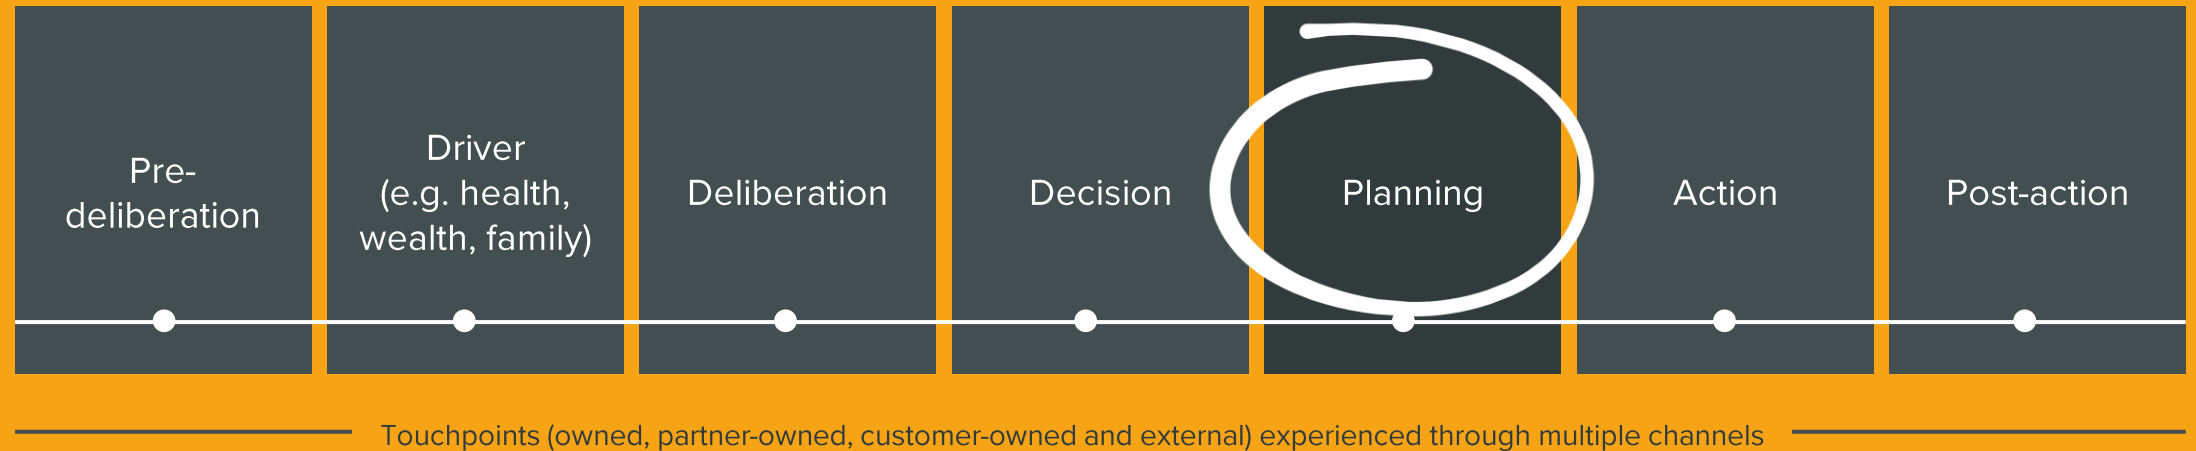 Pre-
deliberation
Driver
(e.g. health,
wealth, family)
Deliberation
Decision
Planning
Action
Post-action
Touchpoints (owned, partner-owned, customer-owned and external) experienced through multiple channels